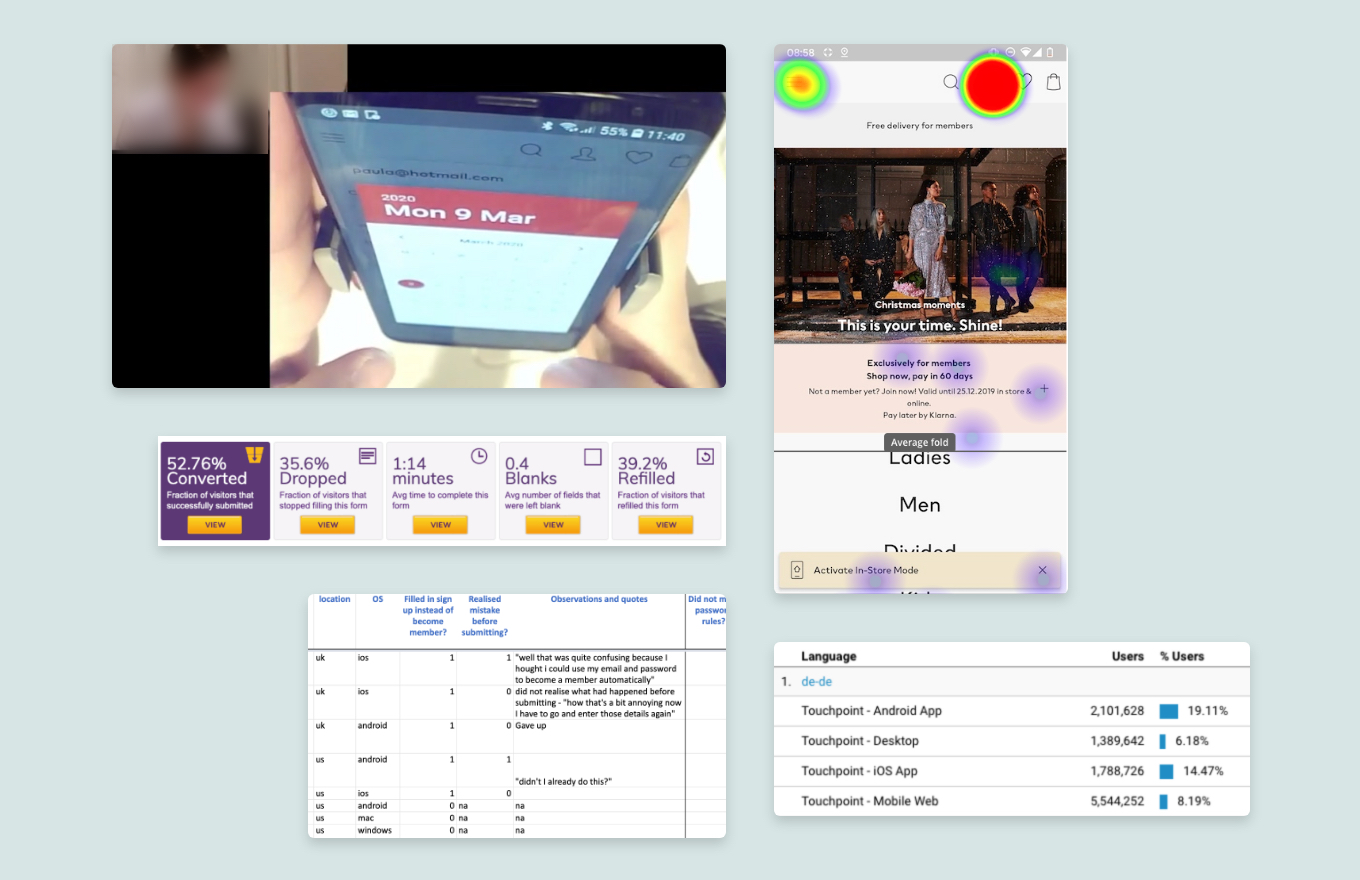 55% 11:40
paula@hotmail.com
2020
Mon 9 Mar
March 2020
08:58
Free delivery for members
Christmas moments
This is your time. Shine!
Exclusively for members
Shop now, pay in 60 days
Not a member yet? Join now! Valid until 25.12.2019 in store &
online.
Pay later by Klarna.
Average fold
Ladies
Men
Divided
Activate In-Store Mode
52.76%
Converted
Fraction of visitors that
successfully submitted
VIEW
35.6%
Dropped
Fraction of visitors that
stopped filling this form
VIEW
1:14
minutes
Avg time to complete this
form
VIEW
0.4
Blanks
Avg number of fields that
were left blank
VIEW
39.2%
Refilled
Fraction of visitors that
refilled this form
VIEW
location OS Filled in sign up instead of become member? Realised mistake before submitting? Observations and quotes Did not m passwor rules?
uk ios 1 1 "well that was quite confusing because I
hought i could use my email and password
to become a member automatically"
uk ios 1 0 did not realise what had happened before
submitting - "how that's a bit annoying now
I have to go and enter those details again"
uk android 1 0 Gave up
us android 1 1
"didn't I already do this?"
us ios 1 0
us android 0 na na
us mac 0 na na
us windows 0 na na
Language Users % Users
1. de-de
Touchpoint - Android App 2,101,628 19.11%
Touchpoint - Desktop 1,389,642 6.18%
Touchpoint - iOS App 1,788,726 14.47%
Touchpoint - Mobile Web 5,544,252 8.19%